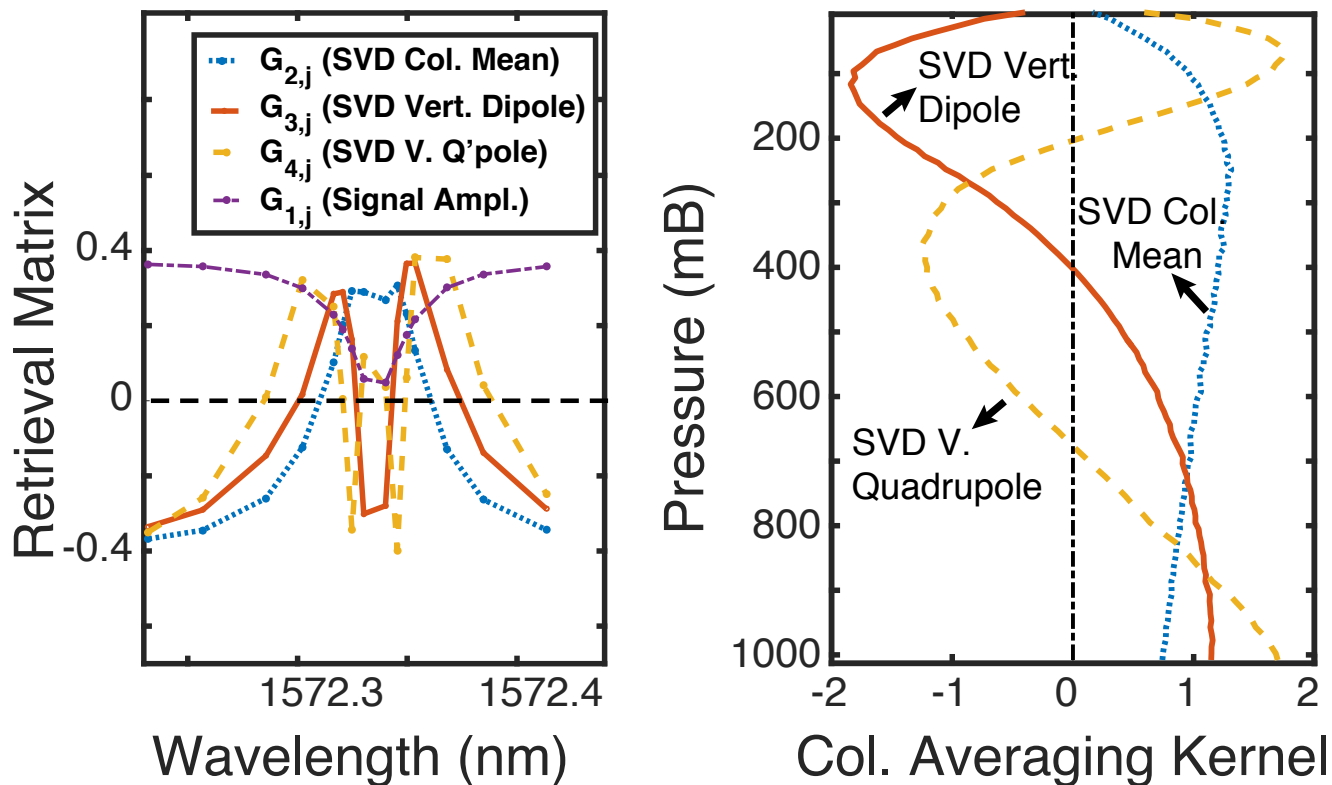 G2,j (SVD Col. Mean)
G3,j (SVD Vert. Dipole)
G4,j (SVD V. Q'pole)
G1,j (Signal Ampl.)
Retrieval Matrix
0.4
0
-0.4
1572.3
1572.4
Wavelength (nm)
Pressure (mB)
200
400
600
800
1000
SVD Vert.
Dipole
SVD Col.
Mean
SVD V.
Quadrupole
-2
-1
0
1
2
Col. Averaging Kernel